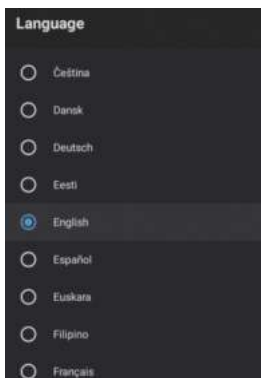 Language
Čeština
Dansk
Deutsch
Eesti
English
Español
Euskara
Filipino
Français